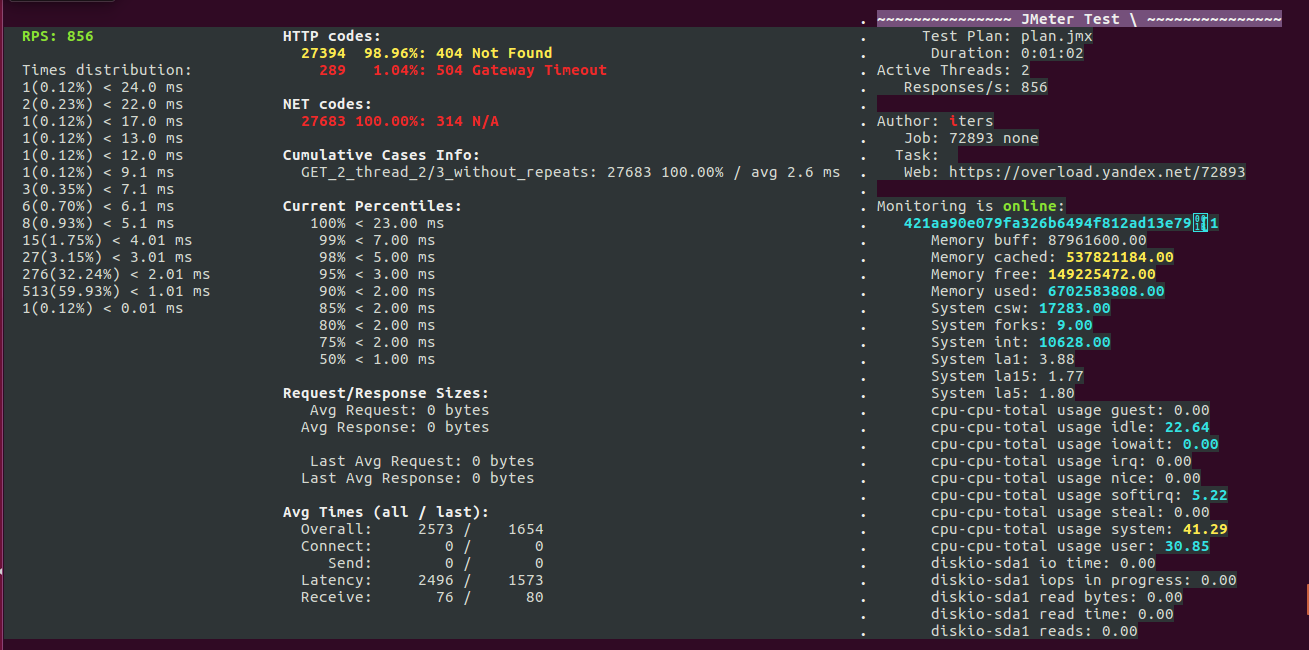 RPS: 856
Times distribution:
1(0.12%) < 24.0 ms
2(0.23%) < 22.0 ms
1(0.12%) < 17.0 ms
1(0.12%) < 13.0 ms
1(0.12%) < 12.0 ms
1(0.12%) < 9.1 ms
3(0.35%) < 7.1 ms
6(0.70%) < 6.1 ms
8(0.93%) < 5.1 ms
15(1.75%) < 4.01 ms
27(3.15%) < 3.01 ms
276(32.24%) < 2.01 ms
513(59.93%) < 1.01 ms
1(0.12%) < 0.01 ms
HTTP codes:
27394 98.96%: 404 Not Found
289 1.04%: 504 Gateway Timeout
NET codes:
27683 100.00%: 314 N/A
Cumulative Cases Info:
GET_2_thread_2/3_without_repeats: 27683 100.00% / avg 2.6 ms
Current Percentiles:
100% < 23.00 ms
99% < 7.00 ms
98% < 5.00 ms
95% < 3.00 ms
90% < 2.00 ms
85% < 2.00 ms
80% < 2.00 ms
75% < 2.00 ms
50% < 1.00 ms
Request/Response Sizes:
Avg Request: 0 bytes
Avg Response: 0 bytes
Last Avg Request: 0 bytes
Last Avg Response: 0 bytes
Avg Times (all / last):
Overall: 2573 / 1654
Connect: 0 / 0
Send: 0 / 0
Latency: 2496 / 1573
Receive: 76 / 80
~~~~~~~~~~~~~~~ JMeter Test \ ~~~~~~~~~~~~~~~
Test Plan: plan.jmx
Duration: 0:01:02
Active Threads: 2
Responses/s: 856
Author: iters
Job: 72893 none
Task:
Web: https://overload.yandex.net/72893
Monitoring is online:
421aa90e079fa326b6494f812ad13e79 1
Memory buff: 87961600.00
Memory cached: 537821184.00
Memory free: 149225472.00
Memory used: 6702583808.00
System csw: 17283.00
System forks: 9.00
System int: 10628.00
System la1: 3.88
System la15: 1.77
System la5: 1.80
cpu-cpu-total usage guest: 0.00
cpu-cpu-total usage idle: 22.64
cpu-cpu-total usage iowait: 0.00
cpu-cpu-total usage irq: 0.00
cpu-cpu-total usage nice: 0.00
cpu-cpu-total usage softirq: 5.22
cpu-cpu-total usage steal: 0.00
cpu-cpu-total usage system: 41.29
cpu-cpu-total usage user: 30.85
diskio-sda1 io time: 0.00
diskio-sda1 iops in progress: 0.00
diskio-sda1 read bytes: 0.00
diskio-sda1 read time: 0.00
diskio-sda1 reads: 0.00